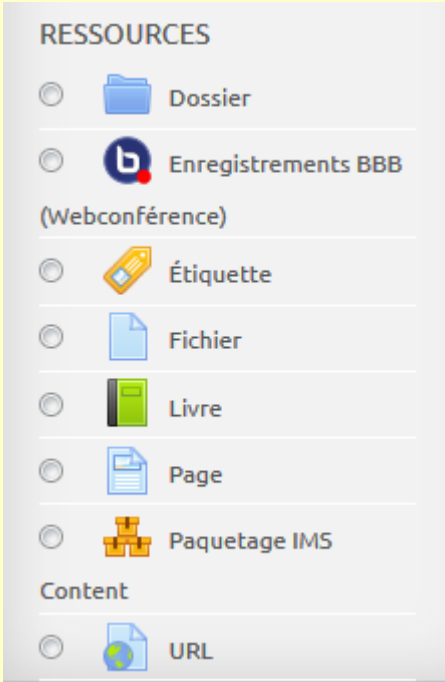 RESSOURCES
Dossier
Enregistrements BBB
(Webconférence)
Étiquette
Fichier
Livre
Page
Paquetage IMS
Content
URL